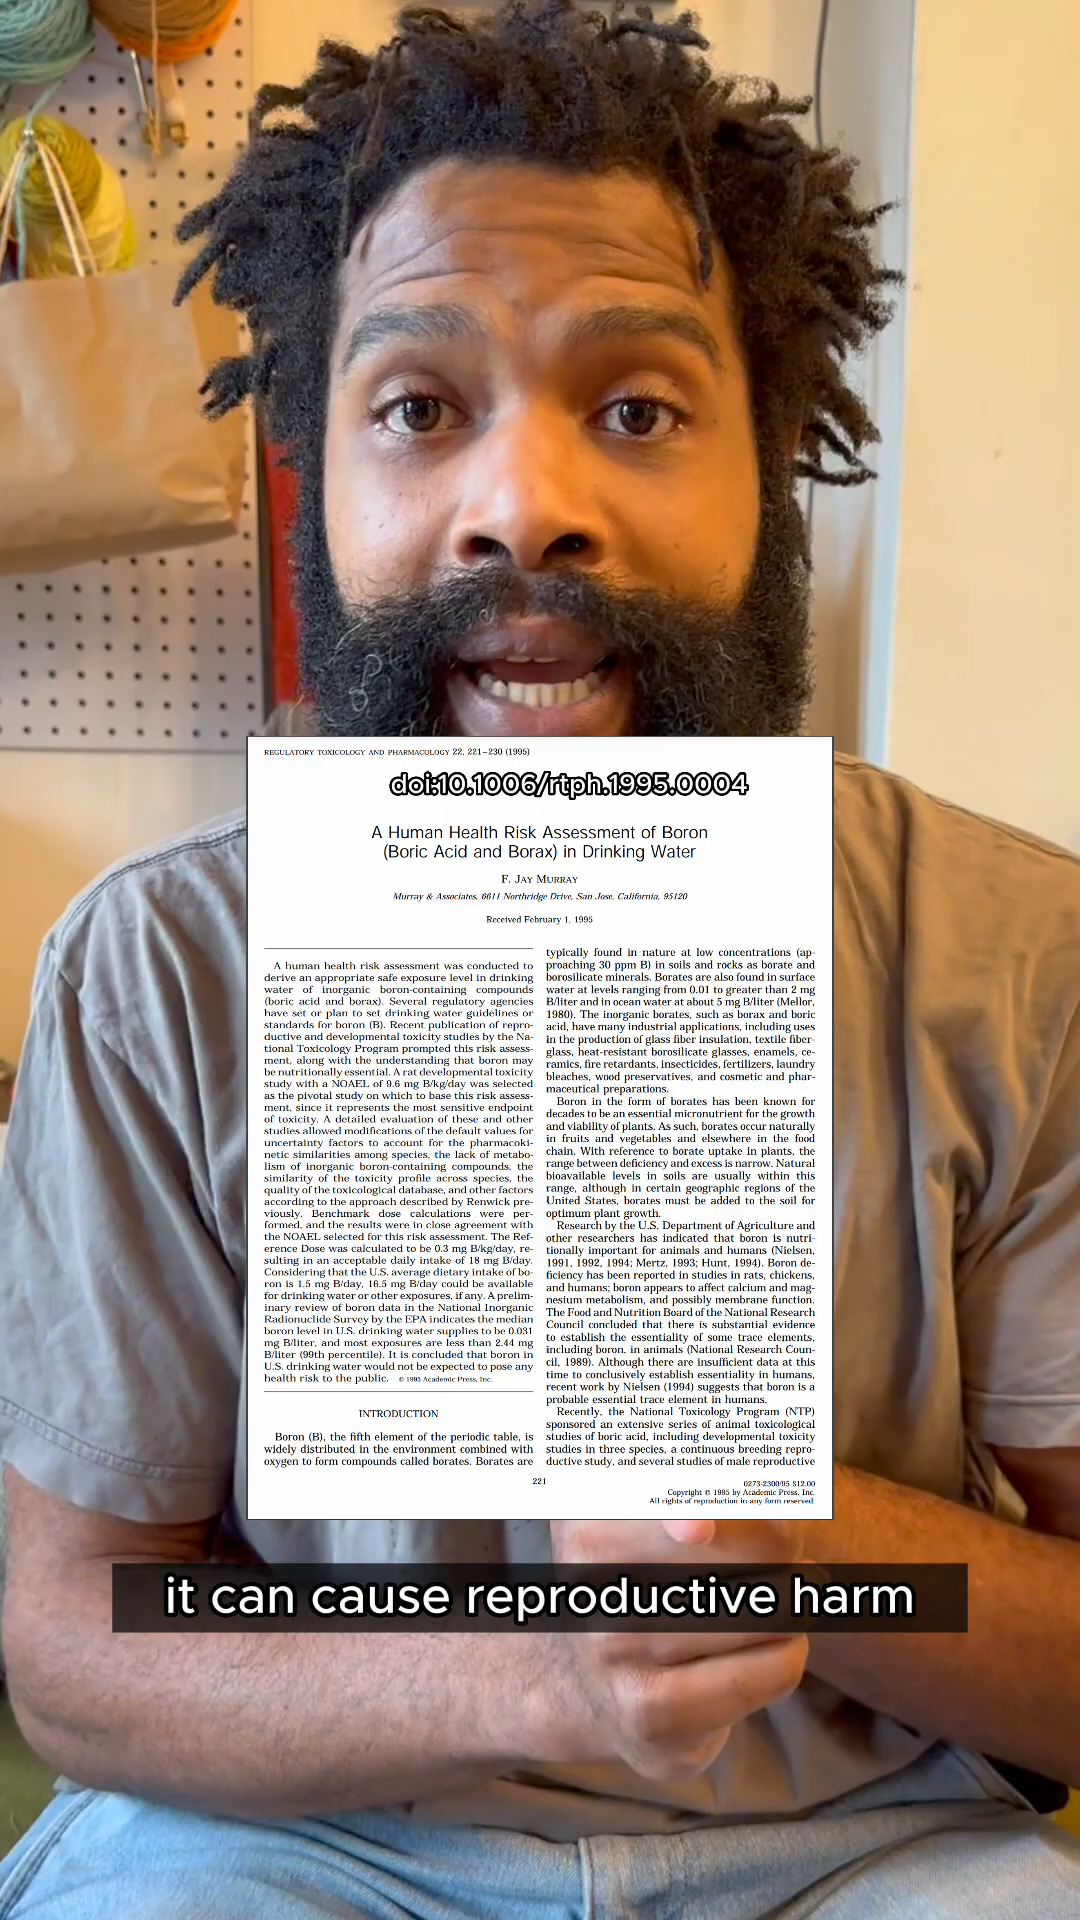 REGULATORY TOXICOLOGY AND PHARMACOLOGY 22, 221–230 (1995)
doi:10.1006/rtph.1995.0004
A Human Health Risk Assessment of Boron
(Boric Acid and Borax) in Drinking Water
F. JAY MURRAY
Murray & Associates, 6611 Northridge Drive, San Jose, California, 95120
Received February 1, 1995
A human health risk assessment was conducted to
derive an appropriate safe exposure level in drinking
water of inorganic boron-containing compounds
(boric acid and borax). Several regulatory agencies
have set or plan to set drinking water guidelines or
standards for boron (B). Recent publication of repro-
ductive and developmental toxicity studies by the Na-
tional Toxicology Program prompted this risk assess-
ment, along with the understanding that boron may
be nutritionally essential. A rat developmental toxicity
study with a NOAEL of 9.6 mg B/kg/day was selected
as the pivotal study on which to base this risk assess-
ment, since it represents the most sensitive endpoint
of toxicity. A detailed evaluation of these and other
studies allowed modifications of the default values for
uncertainty factors to account for the pharmacoki-
netic similarities among species, the lack of metabo-
lism of inorganic boron-containing compounds, the
similarity of the toxicity profile across species, the
quality of the toxicological database, and other factors
according to the approach described by Renwick pre-
viously. Benchmark dose calculations were per-
formed, and the results were in close agreement with
the NOAEL selected for this risk assessment. The Ref-
erence Dose was calculated to be 0.3 mg B/kg/day, re-
sulting in an acceptable daily intake of 18 mg B/day.
Considering that the U.S. average dietary intake of bo-
ron is 1.5 mg B/day, 16.5 mg B/day could be available
for drinking water or other exposures, if any. A prelim-
inary review of boron data in the National Inorganic
Radionuclide Survey by the EPA indicates the median
boron level in U.S. drinking water supplies to be 0.031
mg B/liter, and most exposures are less than 2.44 mg
B/liter (99th percentile). It is concluded that boron in
U.S. drinking water would not be expected to pose any
health risk to the public. © 1995 Academic Press, Inc.
INTRODUCTION
Boron (B), the fifth element of the periodic table, is
widely distributed in the environment combined with
oxygen to form compounds called borates. Borates are
typically found in nature at low concentrations (ap-
proaching 30 ppm B) in soils and rocks as borate and
borosilicate minerals. Borates are also found in surface
water at levels ranging from 0.01 to greater than 2 mg
B/liter and in ocean water at about 5 mg B/liter (Mellor,
1980). The inorganic borates, such as borax and boric
acid, have many industrial applications, including uses
in the production of glass fiber insulation, textile fiber-
glass, heat-resistant borosilicate glasses, enamels, ce-
ramics, fire retardants, insecticides, fertilizers, laundry
bleaches, wood preservatives, and cosmetic and phar-
maceutical preparations.
Boron in the form of borates has been known for
decades to be an essential micronutrient for the growth
and viability of plants. As such, borates occur naturally
in fruits and vegetables and elsewhere in the food
chain. With reference to borate uptake in plants, the
range between deficiency and excess is narrow. Natural
bioavailable levels in soils are usually within this
range, although in certain geographic regions of the
United States, borates must be added to the soil for
optimum plant growth.
Research by the U.S. Department of Agriculture and
other researchers has indicated that boron is nutri-
tionally important for animals and humans (Nielsen,
1991, 1992, 1994; Mertz, 1993; Hunt, 1994). Boron de-
ficiency has been reported in studies in rats, chickens,
and humans; boron appears to affect calcium and mag-
nesium metabolism, and possibly membrane function.
The Food and Nutrition Board of the National Research
Council concluded that there is substantial evidence
to establish the essentiality of some trace elements,
including boron, in animals (National Research Coun-
cil, 1989). Although there are insufficient data at this
time to conclusively establish essentiality in humans,
recent work by Nielsen (1994) suggests that boron is a
probable essential trace element in humans.
Recently, the National Toxicology Program (NTP)
sponsored an extensive series of animal toxicological
studies of boric acid, including developmental toxicity
studies in three species, a continuous breeding repro-
ductive study, and several studies of male reproductive
221
0273-2300/95 $12.00
Copyright © 1995 by Academic Press, Inc.
All rights of reproduction in any form reserved.
it can cause reproductive harm